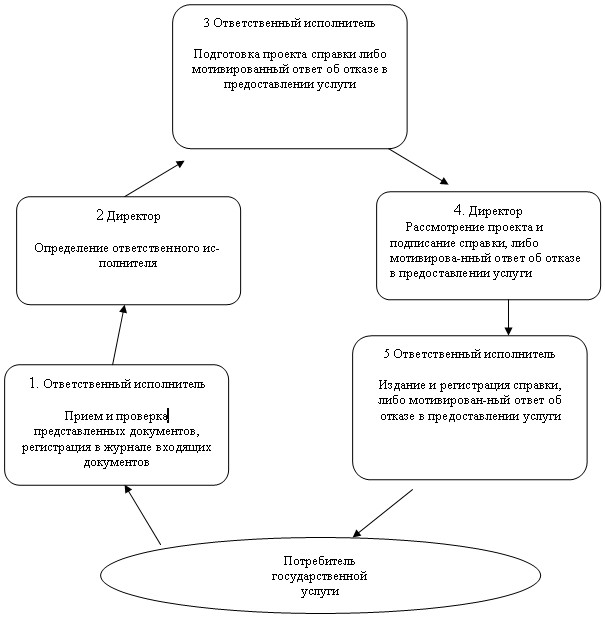 3 Ответственный исполнитель
Подготовка проекта справки либо
мотивированный ответ об отказе в
предоставлении услуги
2 Директор
Определение ответственного ис-
полнителя
4. Директор
Рассмотрение проекта и
подписание справки, либо
мотивирова-нный ответ об отказе
в предоставлении услуги
1. Ответственный исполнитель
Прием и проверка
представленных документов,
регистрация в журнале входящих
документов
5 Ответственный исполнитель
Издание и регистрация справки,
либо мотивирован-ный ответ об
отказе в предоставлении услуги
Потребитель
государственной
услуги